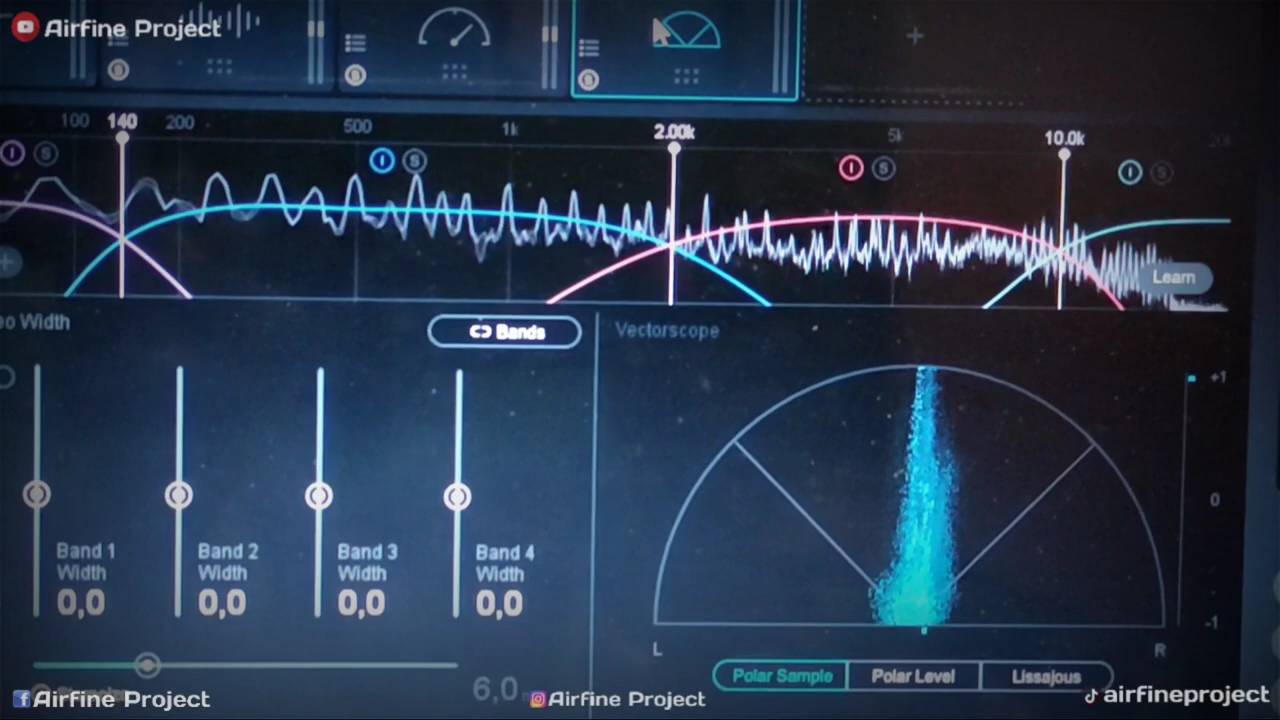 Airfine Project
100 140 200 500 1k 2.00k 5k 10.0k
I S I S I S I S
Learn
Width
Bands
Vectorscope
+1
0
-1
Band 1 Width 0,0
Band 2 Width 0,0
Band 3 Width 0,0
Band 4 Width 0,0
L R
6,0
Polar Sample Polar Level Lissajous
Airfine Project
Airfine Project
airfineproject